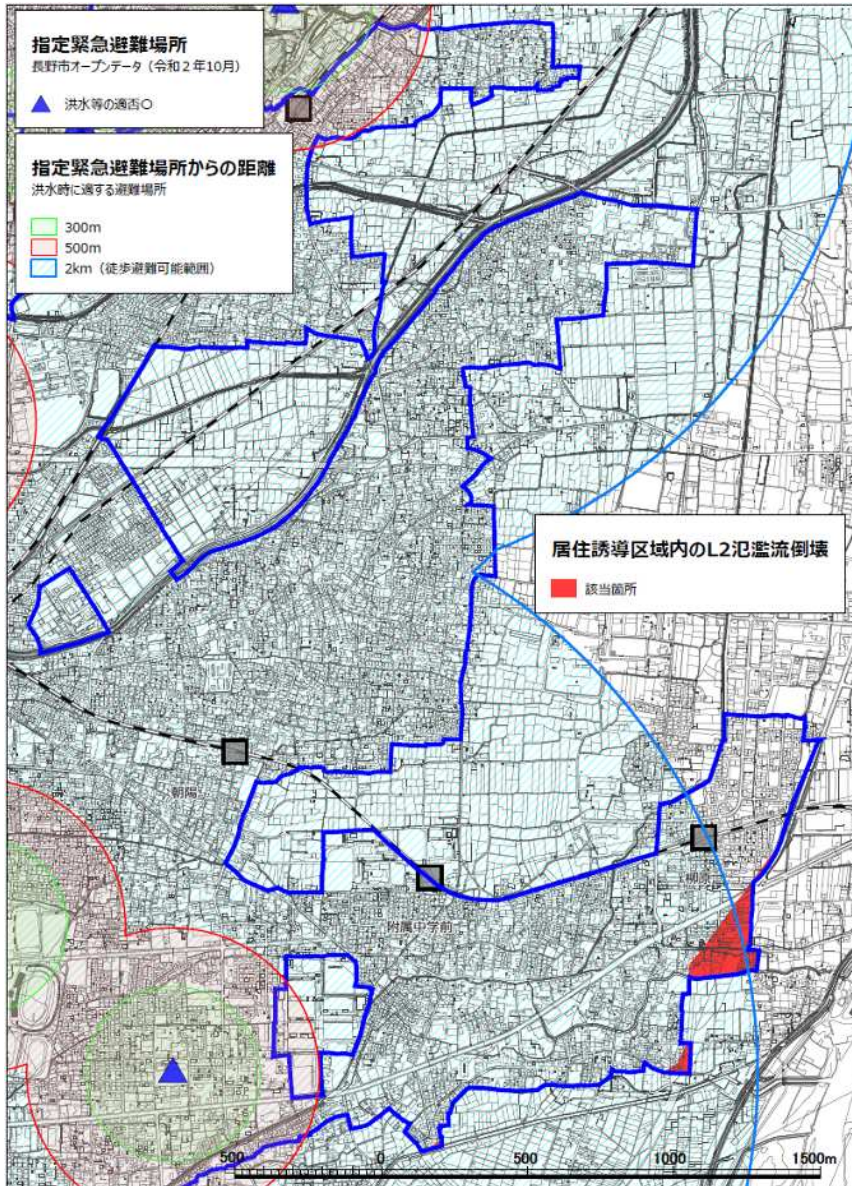 指定緊急避難場所
長野市オープンデータ（令和２年10月）
洪水等の適否〇
指定緊急避難場所からの距離
洪水時に適する避難場所
300m
500m
2km（徒歩避難可能範囲）
居住誘導区域内のL2氾濫流倒壊
該当箇所
朝陽
附属中学前
500
0
500
1000
1500m